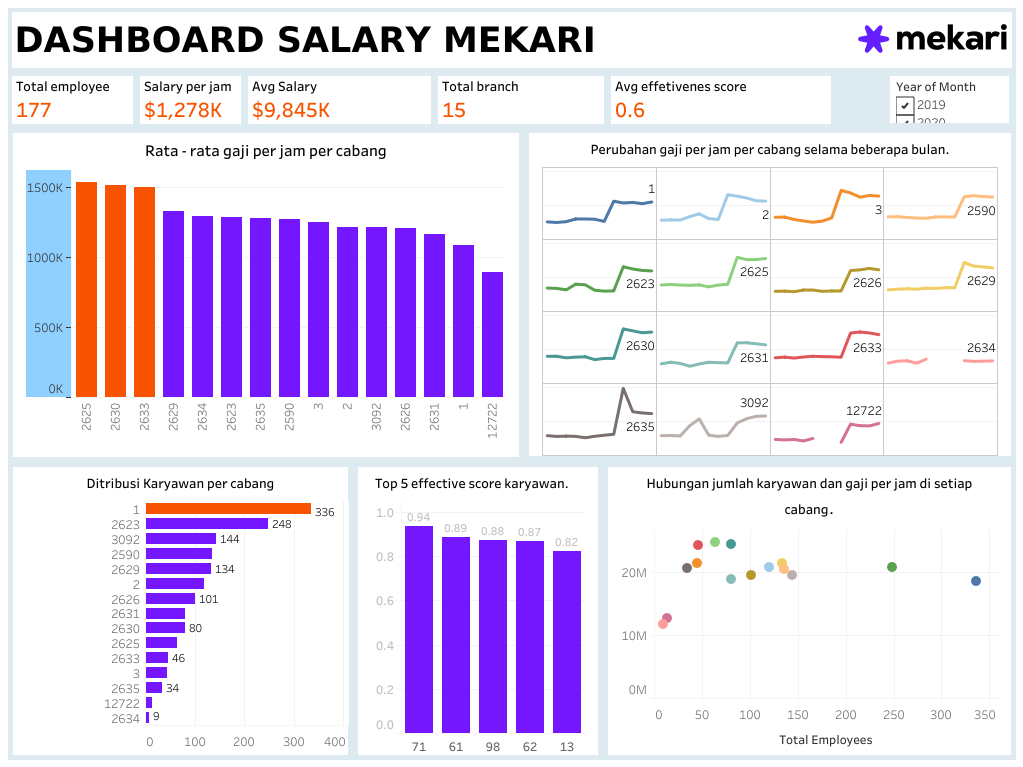 DASHBOARD SALARY MEKARI
mekari
Total employee
177
Salary per jam
$1,278K
Avg Salary
$9,845K
Total branch
15
Avg effetivenes score
0.6
Year of Month
2019
2020
Rata - rata gaji per jam per cabang
1500K
1000K
500K
0K
2625
2630
2633
2629
2634
2623
2635
2590
3
2
3092
2626
2631
1
12722
Perubahan gaji per jam per cabang selama beberapa bulan.
1
2
3
2590
2623
2625
2626
2629
2630
2631
2633
2634
2635
3092
12722
Ditribusi Karyawan per cabang
1 336
2623 248
3092 144
2590
2629 134
2
2626 101
2631
2630 80
2625
2633 46
3
2635 34
12722
2634 9
0 100 200 300 400
Top 5 effective score karyawan.
1.0
0.8
0.6
0.4
0.2
0.0
0.94 0.89 0.88 0.87 0.82
71 61 98 62 13
Hubungan jumlah karyawan dan gaji per jam di setiap
cabang.
20M
10M
0M
0 50 100 150 200 250 300 350
Total Employees